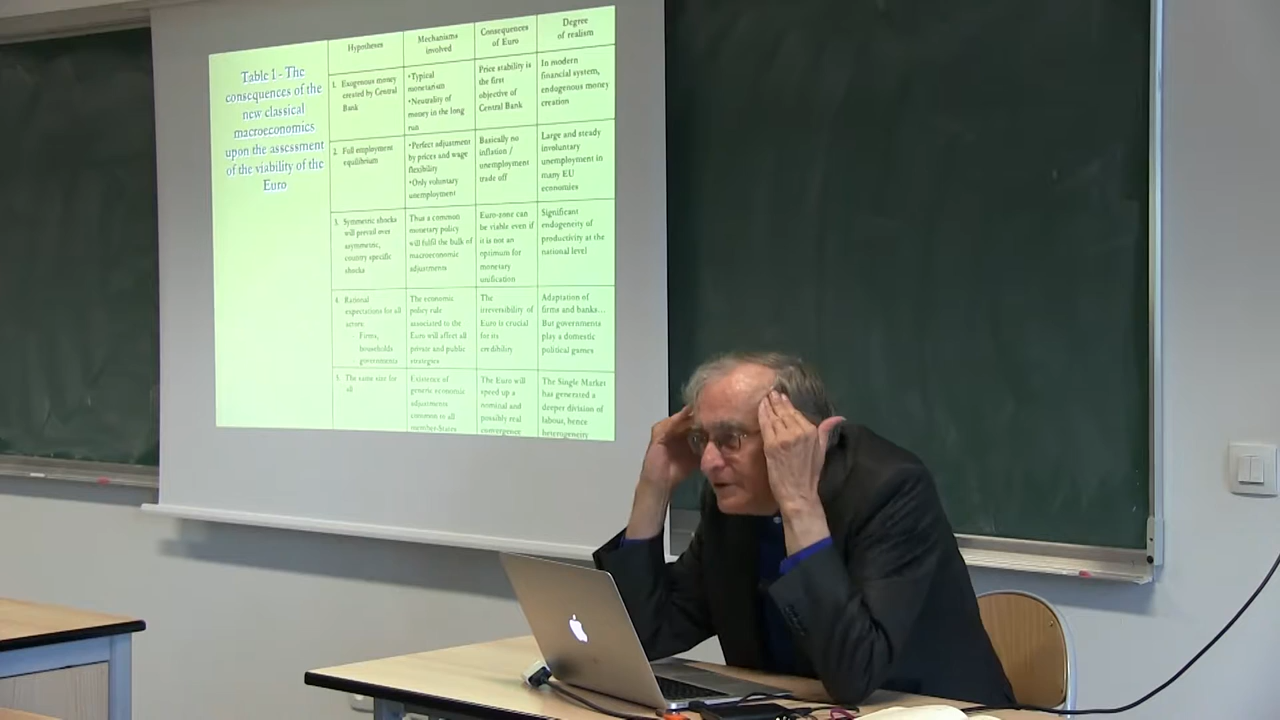 Table 1 - The
consequences of the
new classical
macroeconomics
upon the assessment
of the viability of the
Euro
Hypotheses
Mechanisms
involved
Consequences
of Euro
Degree
of realism
1. Exogenous money
created by Central
Bank
•Typical
monetarism
•Neutrality of
money in the long
run
Price stability is
the first
objective of
Central Bank
In modern
financial system,
endogenous money
creation
2. Full employment
equilibrium
•Perfect adjustment
by prices and wage
flexibility
•Only voluntary
unemployment
Basically no
inflation /
unemployment
trade off
Large and steady
involuntary
unemployment in
many EU
economies
3. Symmetric shocks
will prevail over
asymmetric,
country specific
shocks
Thus a common
monetary policy
will fulfil the bulk of
macroeconomic
adjustments
Euro-zone can
be viable even if
it is not an
optimum for
monetary
unification
Significant
endogeneity of
productivity at the
national level
4. Rational
expectations for all
actors:
- Firms,
households
governments
The economic
policy rule
associated to the
Euro will affect all
private and public
strategies
The
irreversibility of
Euro is crucial
for its
credibility
Adaptation of
firms and banks...
But governments
play a domestic
political games
5. The same size for
all
Existence of
generic economic
adjustments
common to all
member-States
The Euro will
speed up a
nominal and
possibly real
convergence
The Single Market
has generated a
deeper division of
labour, hence
heterogeneity